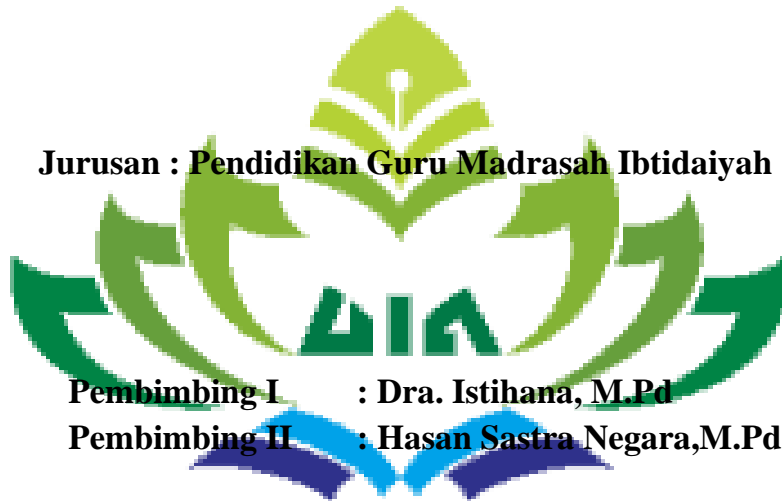 Jurusan : Pendidikan Guru Madrasah Ibtidaiyah
Pembimbing I : Dra. Istihana, M.Pd
Pembimbing II : Hasan Sastra Negara,M.Pd